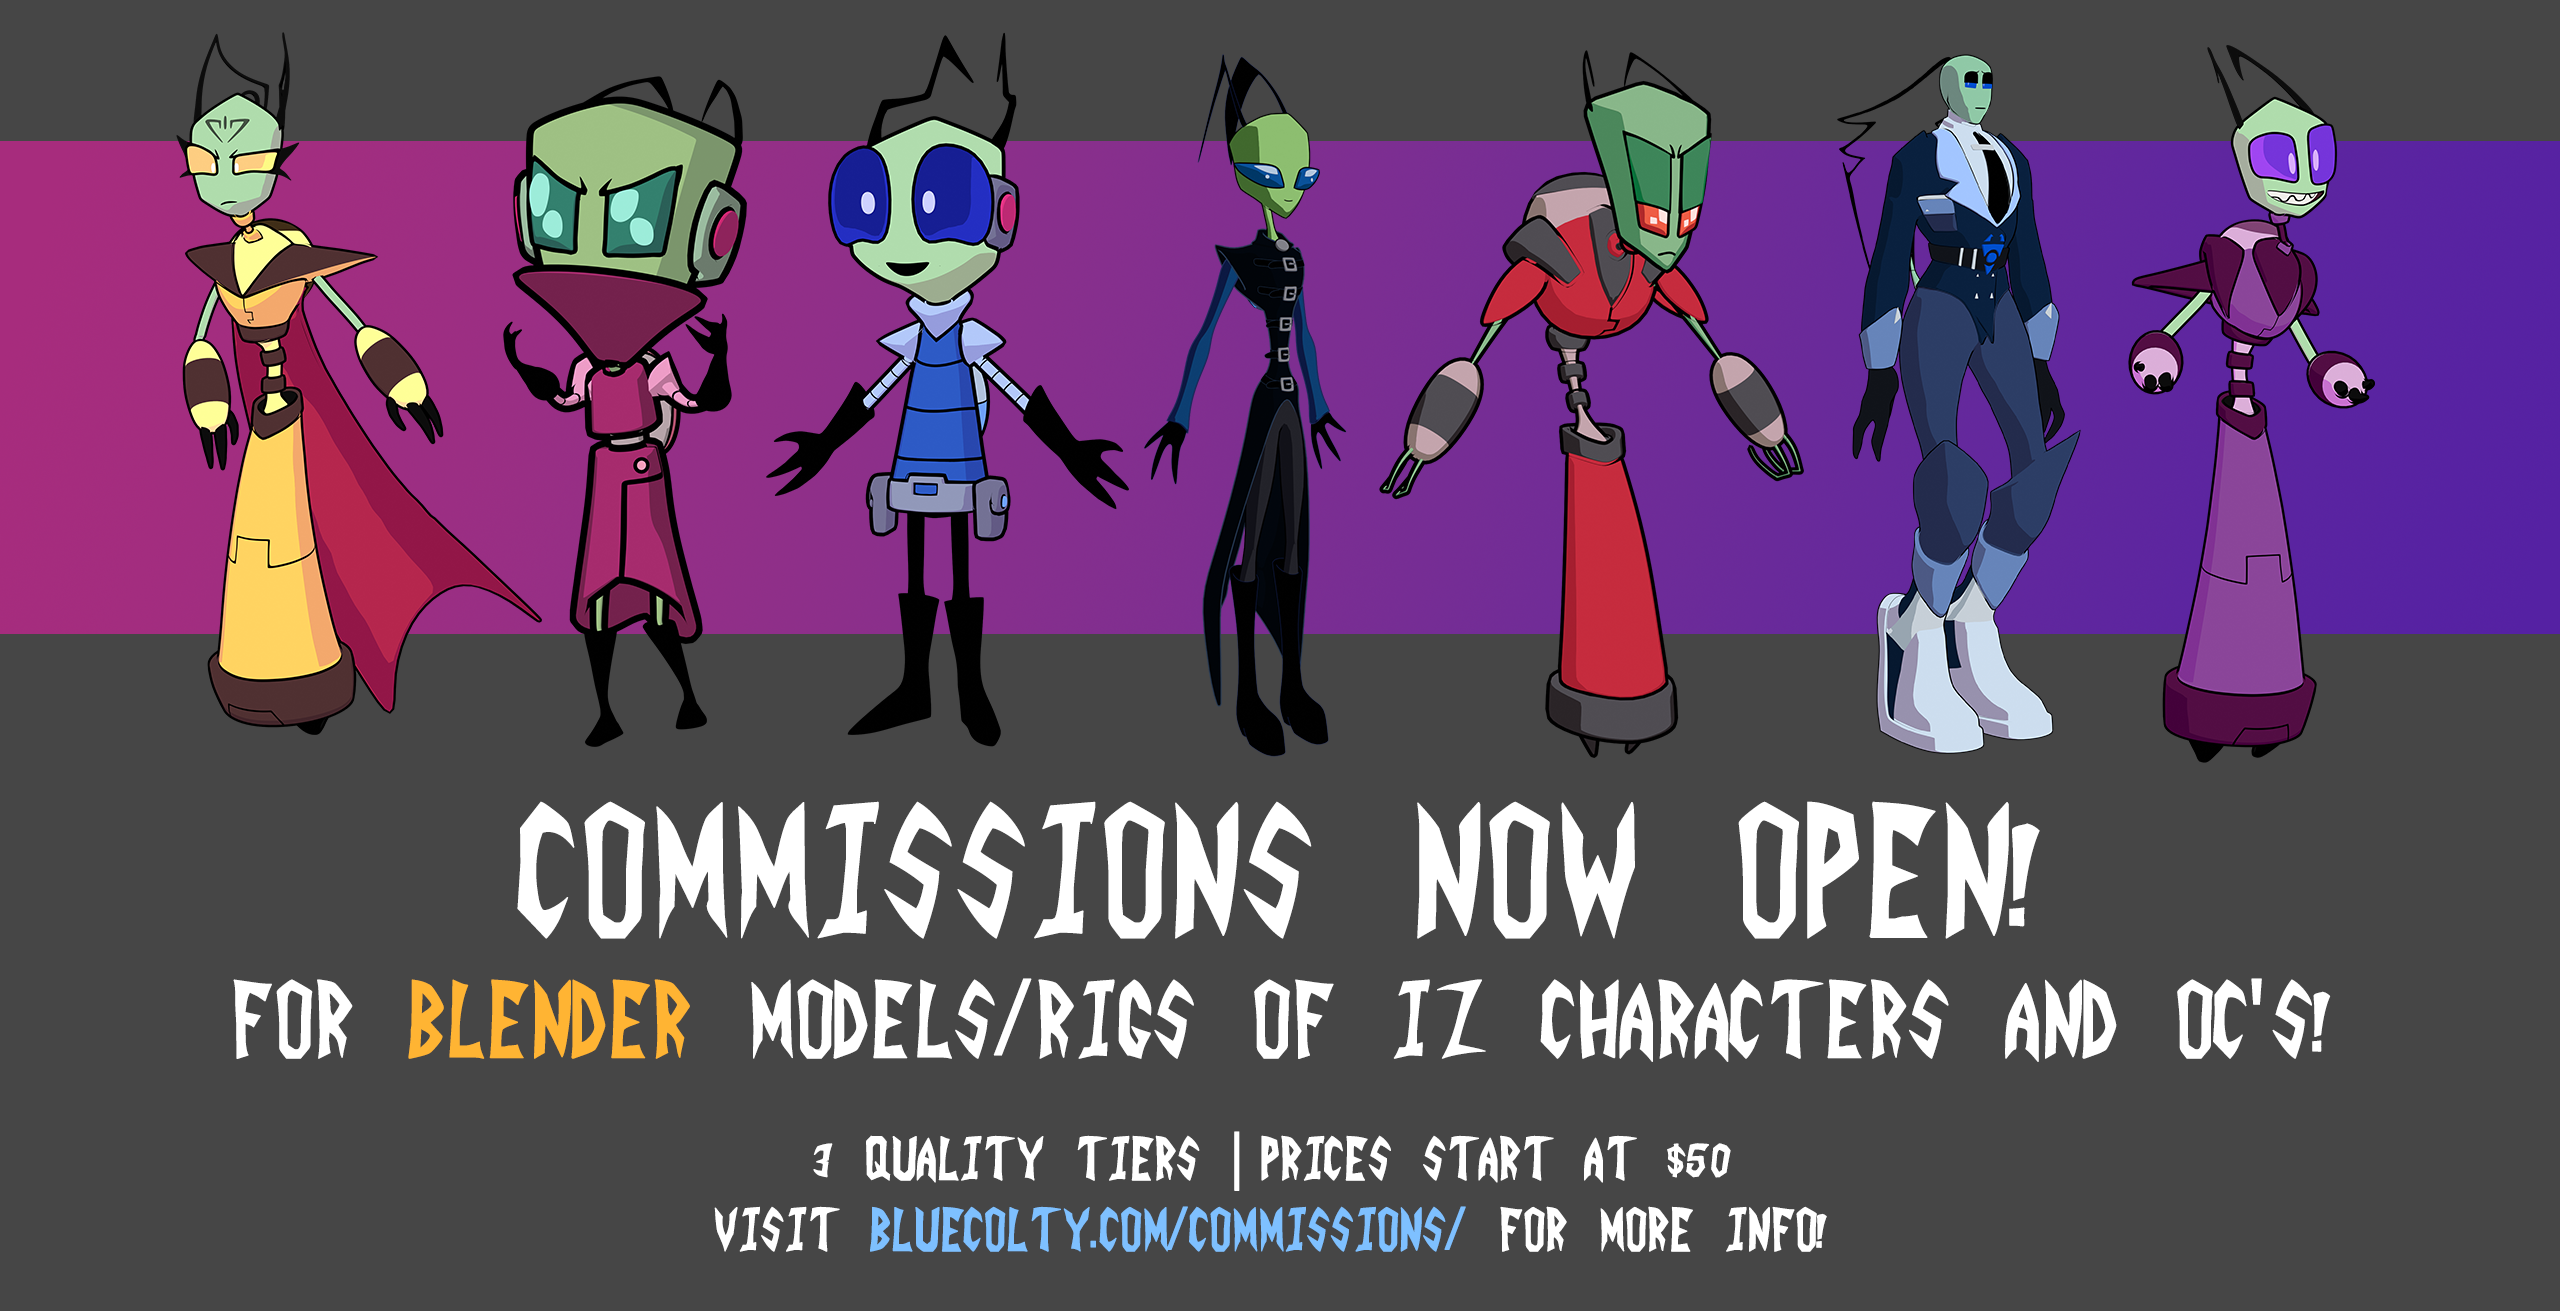 COMMISSIONS NOW OPEN!
FOR BLENDER MODELS/RIGS OF IZ CHARACTERS AND OC'S!
3 QUALITY TIERS | PRICES START AT $50
VISIT BLUECOLTY.COM/COMMISSIONS/ FOR MORE INFO!